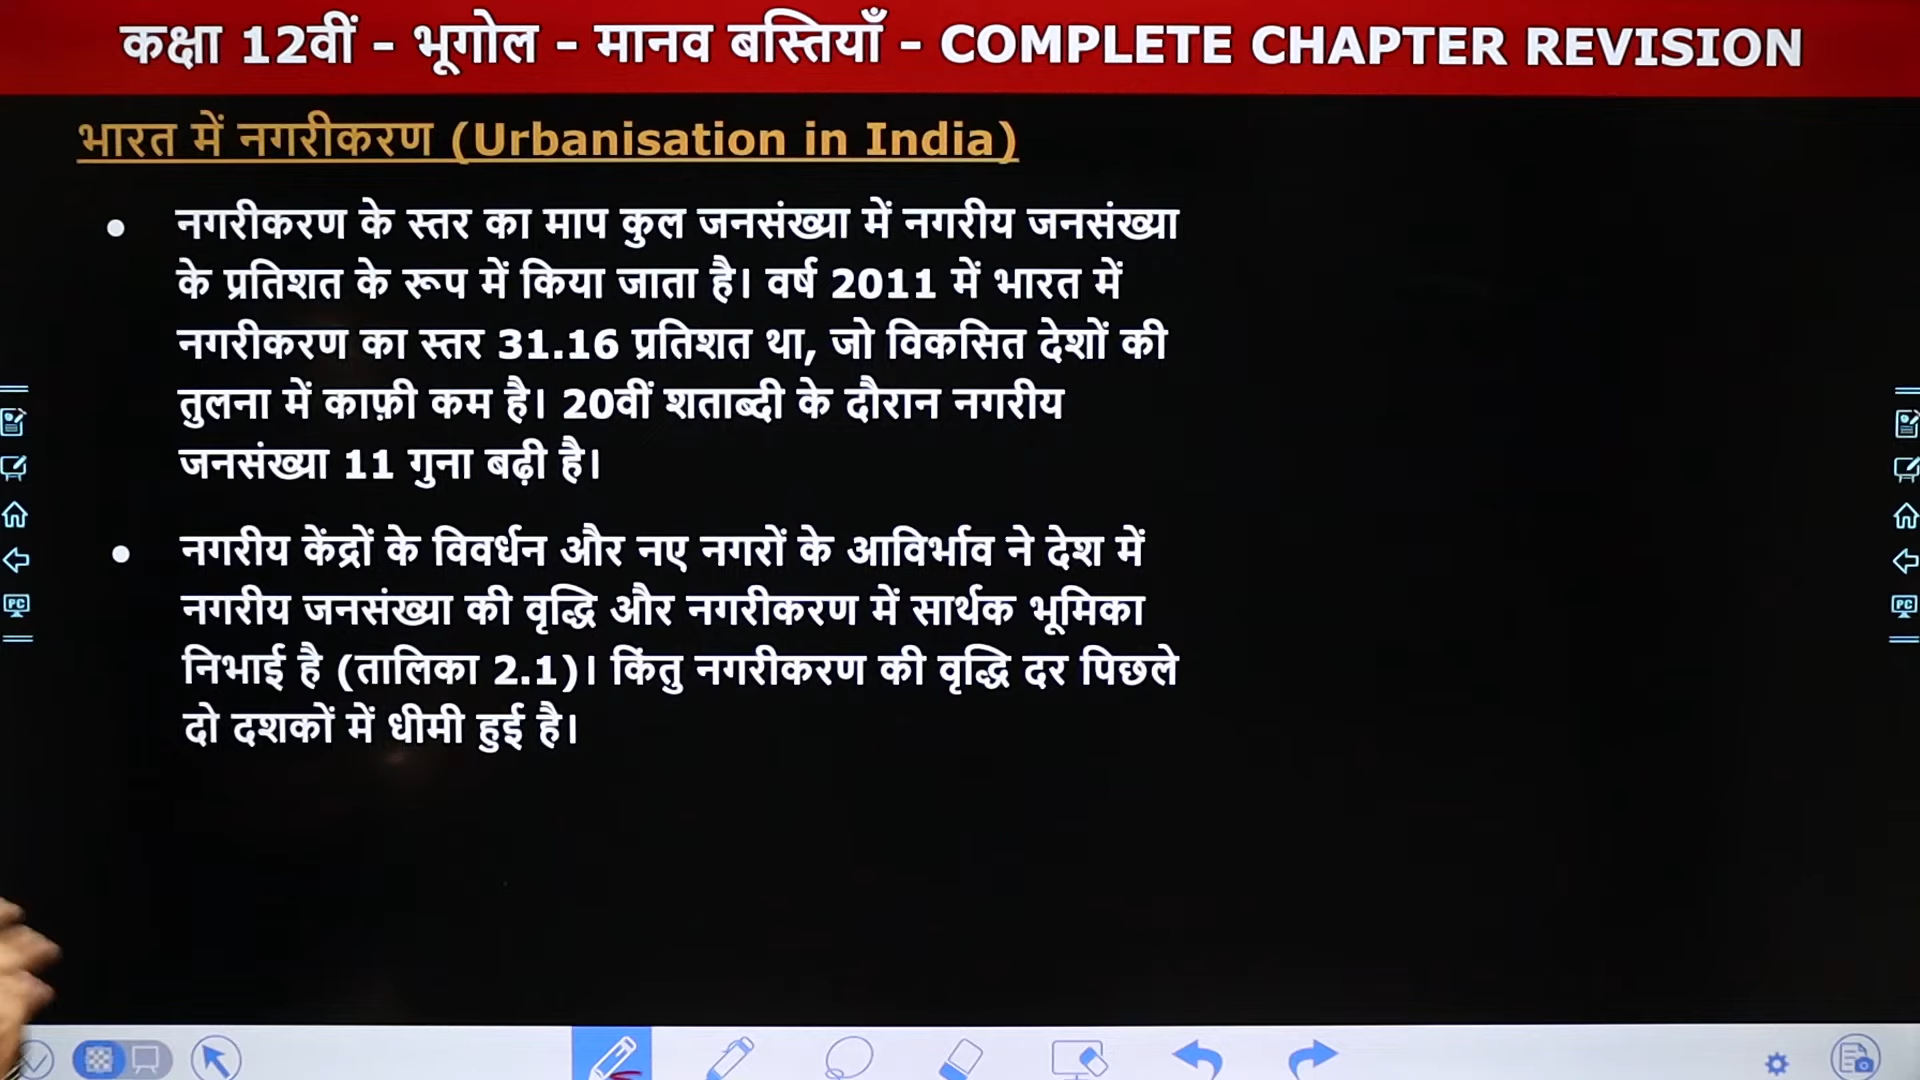 कक्षा 12वीं - भूगोल - मानव बस्तियाँ - COMPLETE CHAPTER REVISION
भारत में नगरीकरण (Urbanisation in India)
• नगरीकरण के स्तर का माप कुल जनसंख्या में नगरीय जनसंख्या
के प्रतिशत के रूप में किया जाता है। वर्ष 2011 में भारत में
नगरीकरण का स्तर 31.16 प्रतिशत था, जो विकसित देशों की
तुलना में काफ़ी कम है। 20वीं शताब्दी के दौरान नगरीय
जनसंख्या 11 गुना बढ़ी है।
• नगरीय केंद्रों के विवर्धन और नए नगरों के आविर्भाव ने देश में
नगरीय जनसंख्या की वृद्धि और नगरीकरण में सार्थक भूमिका
निभाई है (तालिका 2.1)। किंतु नगरीकरण की वृद्धि दर पिछले
दो दशकों में धीमी हुई है।
PC
PC